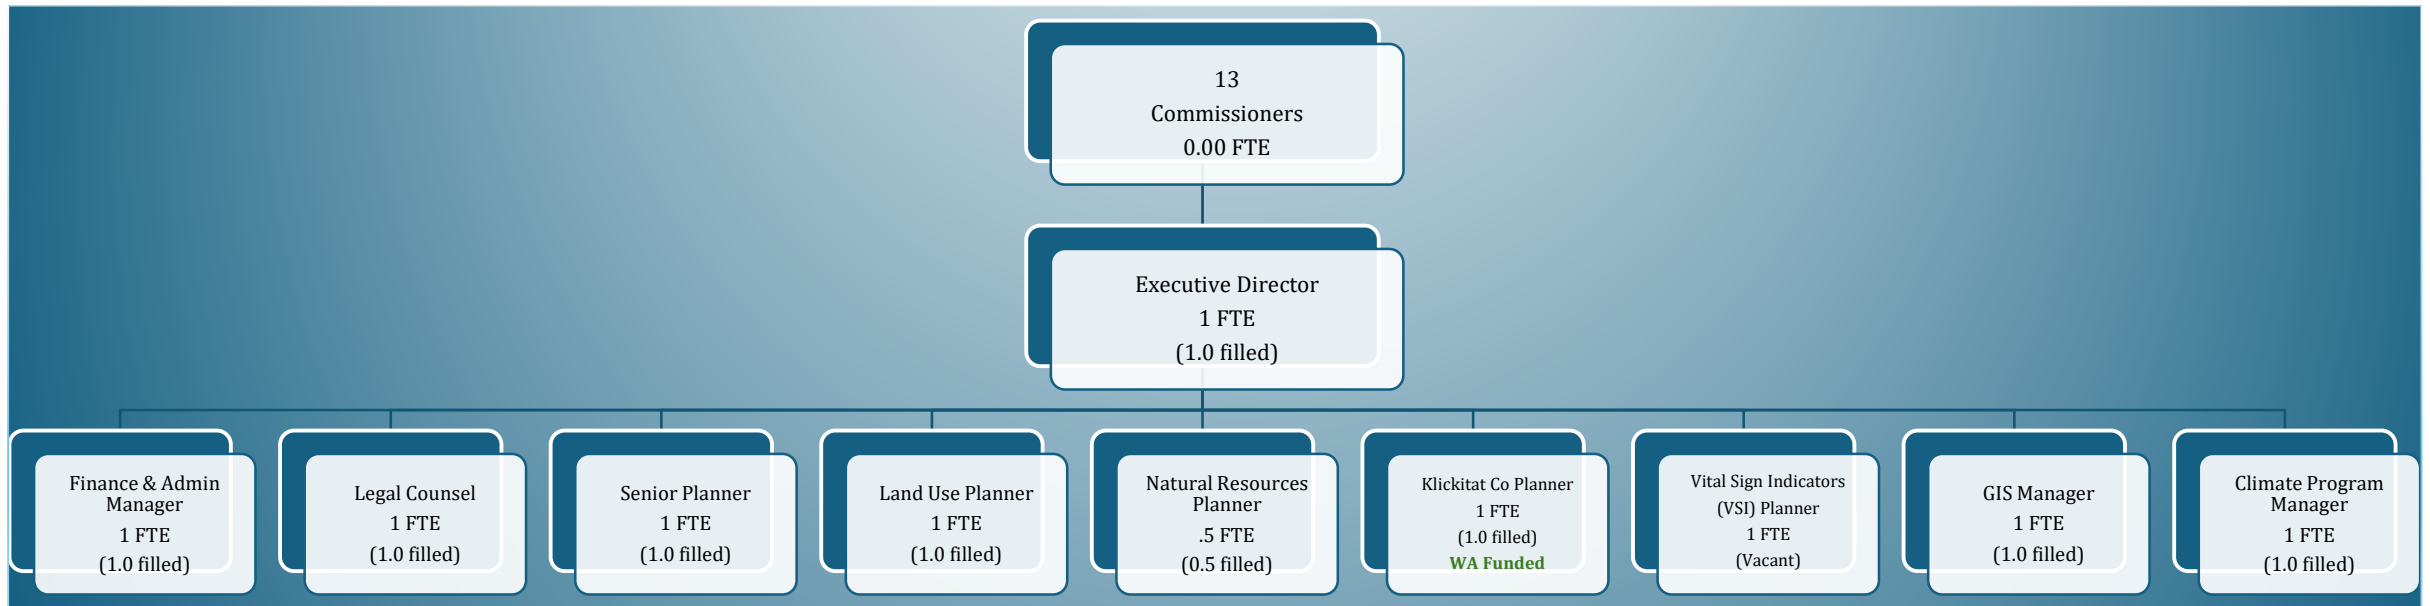 13
Commissioners
0.00 FTE
Executive Director
1 FTE
(1.0 filled)
Finance & Admin
Manager
1 FTE
(1.0 filled)
Legal Counsel
1 FTE
(1.0 filled)
Senior Planner
1 FTE
(1.0 filled)
Land Use Planner
1 FTE
(1.0 filled)
Natural Resources
Planner
.5 FTE
(0.5 filled)
Klickitat Co Planner
1 FTE
(1.0 filled)
WA Funded
Vital Sign Indicators
(VSI) Planner
1 FTE
(Vacant)
GIS Manager
1 FTE
(1.0 filled)
Climate Program
Manager
1 FTE
(1.0 filled)